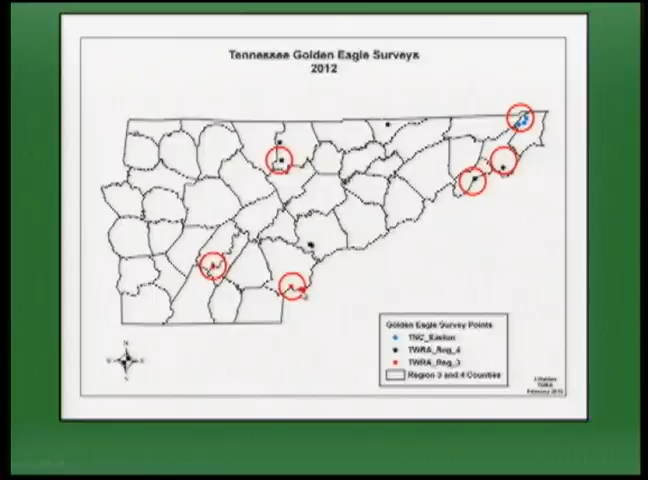 Tennessee Golden Eagle Surveys
2012
Golden Eagle Survey Points
TWRA_Reg_4
TWRA_Reg_3
Region 3 and 4 Counties
N
TWRA
February 2012